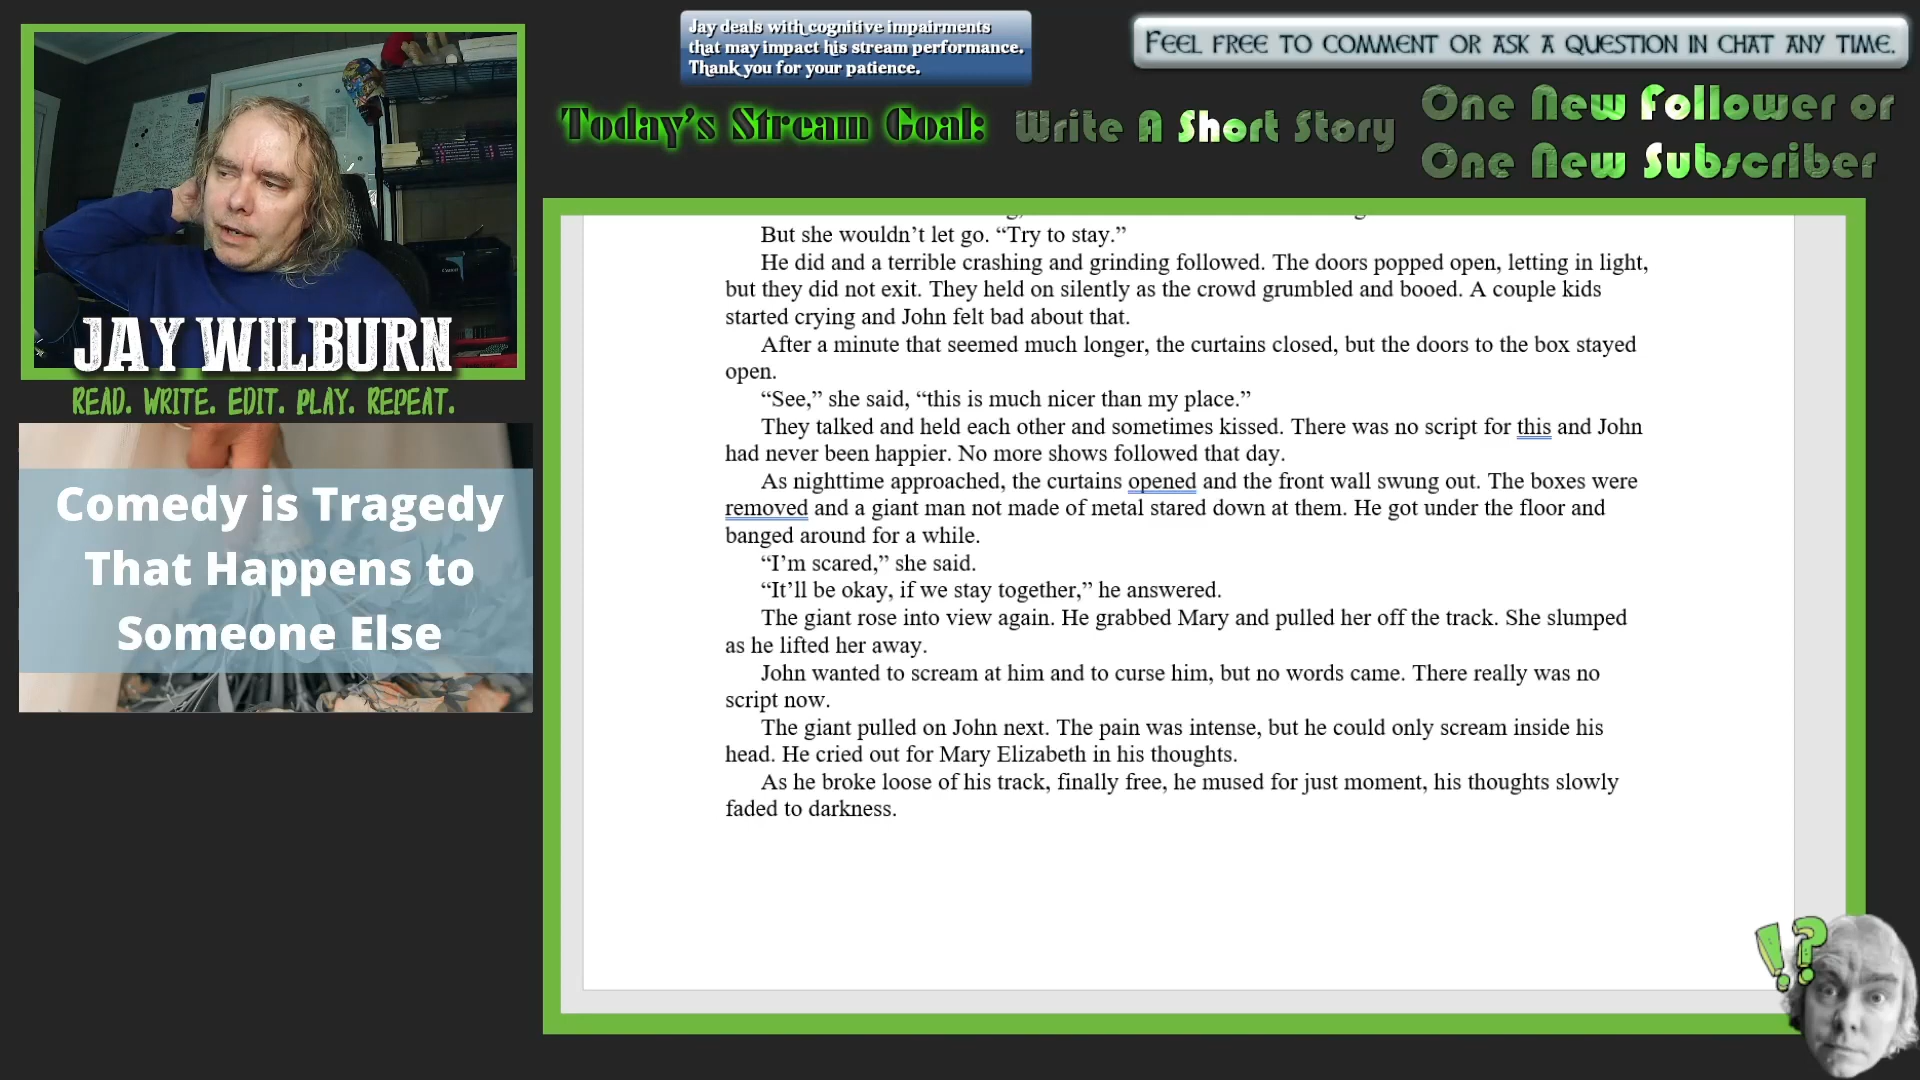 Jay deals with cognitive impairments
that may impact his stream performance.
Thank you for your patience.
Feel free to comment or ask a question in chat any time.
Today's Stream Goal:
Write A Short Story
One New Follower or
One New Subscriber
JAY WILBURN
READ. WRITE. EDIT. PLAY. REPEAT.
Comedy is Tragedy
That Happens to
Someone Else
But she wouldn’t let go. “Try to stay.”
He did and a terrible crashing and grinding followed. The doors popped open, letting in light,
but they did not exit. They held on silently as the crowd grumbled and booed. A couple kids
started crying and John felt bad about that.
After a minute that seemed much longer, the curtains closed, but the doors to the box stayed
open.
“See,” she said, “this is much nicer than my place.”
They talked and held each other and sometimes kissed. There was no script for this and John
had never been happier. No more shows followed that day.
As nighttime approached, the curtains opened and the front wall swung out. The boxes were
removed and a giant man not made of metal stared down at them. He got under the floor and
banged around for a while.
“I’m scared,” she said.
“It’ll be okay, if we stay together,” he answered.
The giant rose into view again. He grabbed Mary and pulled her off the track. She slumped
as he lifted her away.
John wanted to scream at him and to curse him, but no words came. There really was no
script now.
The giant pulled on John next. The pain was intense, but he could only scream inside his
head. He cried out for Mary Elizabeth in his thoughts.
As he broke loose of his track, finally free, he mused for just moment, his thoughts slowly
faded to darkness.
!?